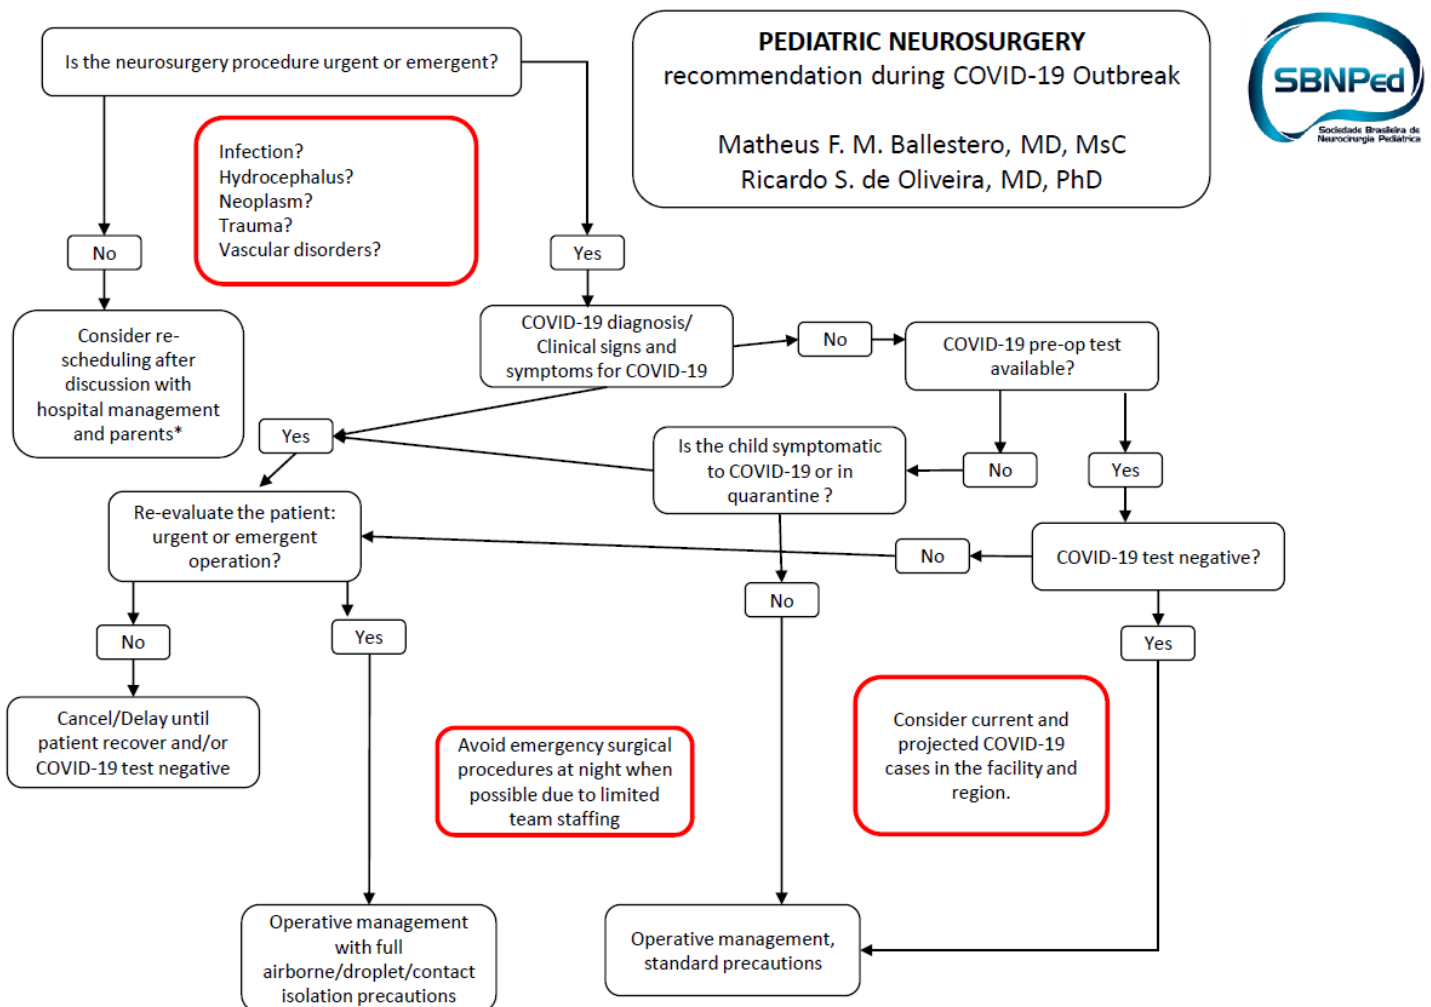 Is the neurosurgery procedure urgent or emergent?
PEDIATRIC NEUROSURGERY
recommendation during COVID-19 Outbreak
Matheus F. M. Ballestero, MD, MsC
Ricardo S. de Oliveira, MD, PhD
SBNPed
Sociedade Brasileira de
Neurocirurgia Pediátrica
Infection?
Hydrocephalus?
Neoplasm?
Trauma?
Vascular disorders?
No
Yes
Consider re-
scheduling after
discussion with
hospital management
and parents*
COVID-19 diagnosis/
Clinical signs and
symptoms for COVID-19
No
COVID-19 pre-op test
available?
Yes
Is the child symptomatic
to COVID-19 or in
quarantine ?
No
Yes
Re-evaluate the patient:
urgent or emergent
operation?
No
COVID-19 test negative?
No
Yes
No
Yes
Cancel/Delay until
patient recover and/or
COVID-19 test negative
Avoid emergency surgical
procedures at night when
possible due to limited
team staffing
Consider current and
projected COVID-19
cases in the facility and
region.
Operative management
with full
airborne/droplet/contact
isolation precautions
Operative management,
standard precautions